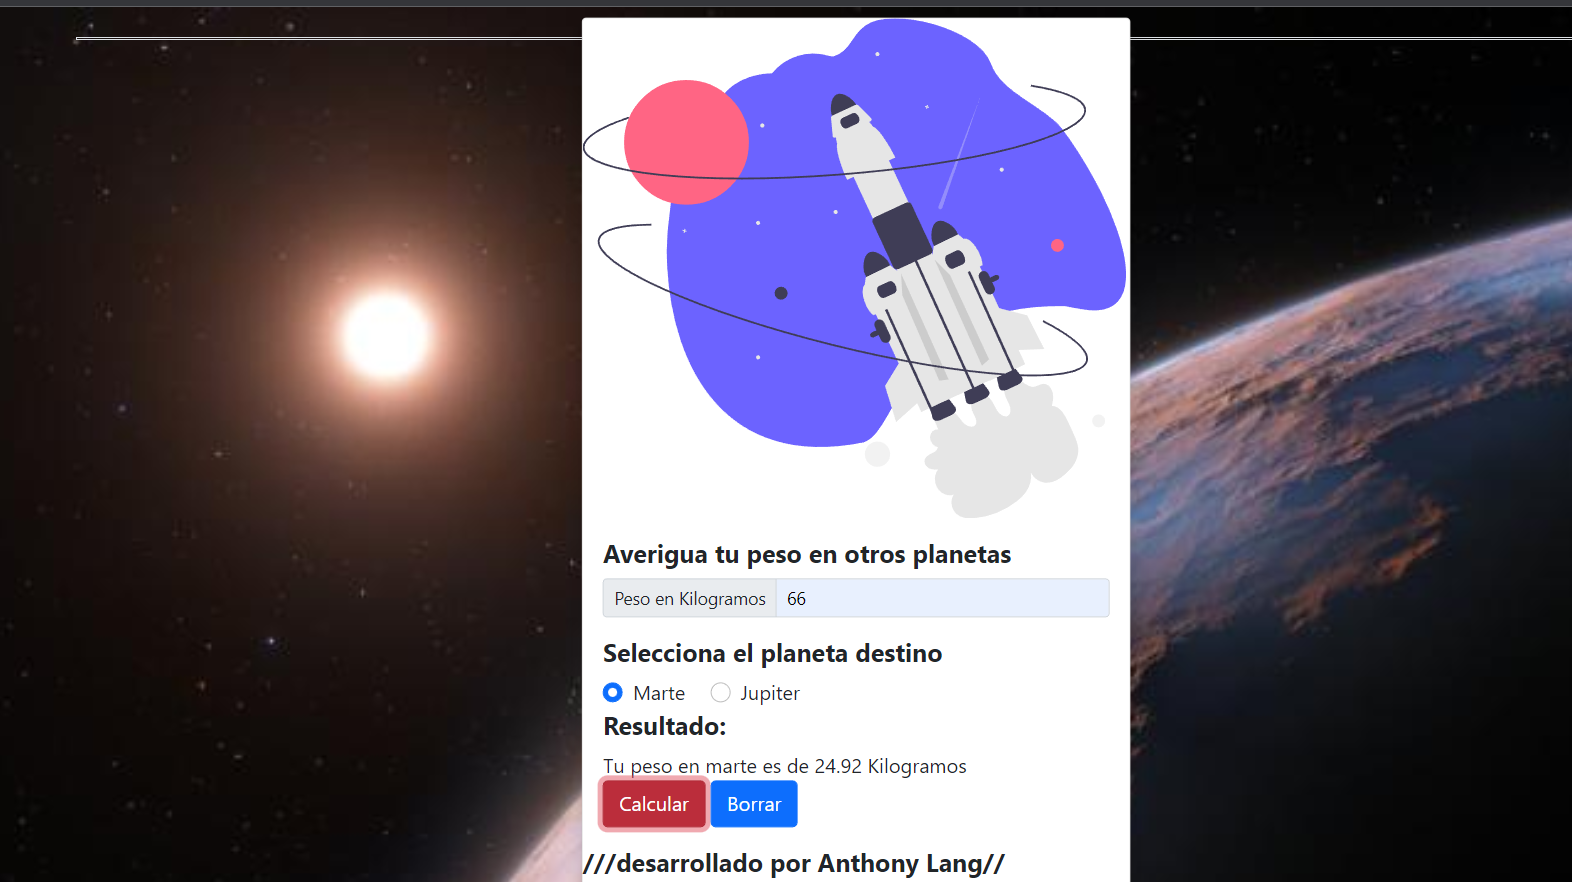 Averigua tu peso en otros planetas
Peso en Kilogramos 66
Selecciona el planeta destino
Marte Jupiter
Resultado:
Tu peso en marte es de 24.92 Kilogramos
Calcular Borrar
///desarrollado por Anthony Lang//